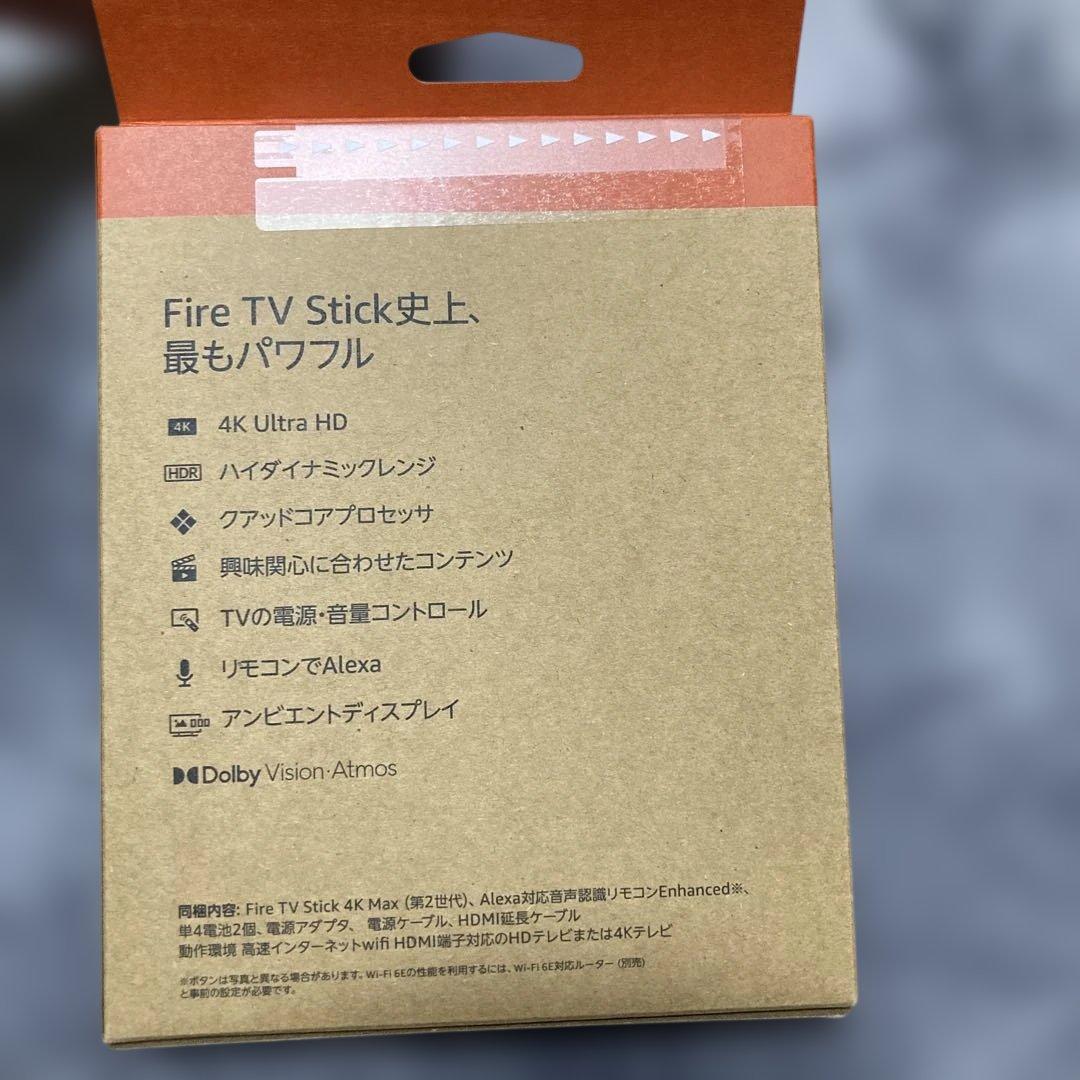 Fire TV Stick史上、
最もパワフル
4K 4K Ultra HD
HDR ハイダイナミックレンジ
クアッドコアプロセッサ
興味関心に合わせたコンテンツ
TVの電源・音量コントロール
リモコンでAlexa
アンビエントディスプレイ
Dolby Vision·Atmos
同梱内容: Fire TV Stick 4K Max (第2世代)、Alexa対応音声認識リモコンEnhanced※、
単4電池2個、電源アダプタ、 電源ケーブル、HDMI延長ケーブル
動作環境 高速インターネットwifi HDMI端子対応のHDテレビまたは4Kテレビ
※ボタンは写真と異なる場合があります。Wi-Fi 6Eの性能を利用するには、Wi-Fi 6E対応ルーター (別売)
と事前の設定が必要です。